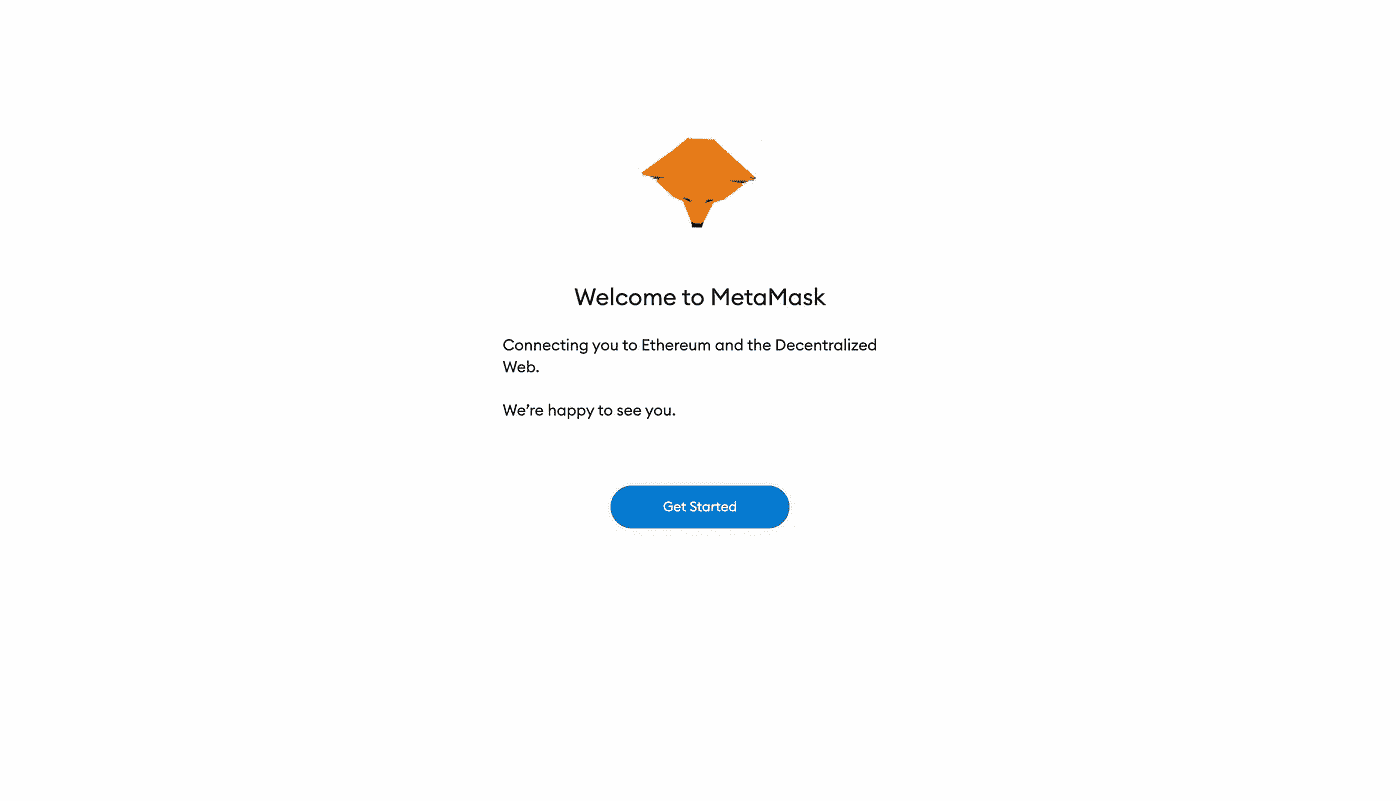 Welcome to MetaMask
Connecting you to Ethereum and the Decentralized
Web.
We’re happy to see you.
Get Started